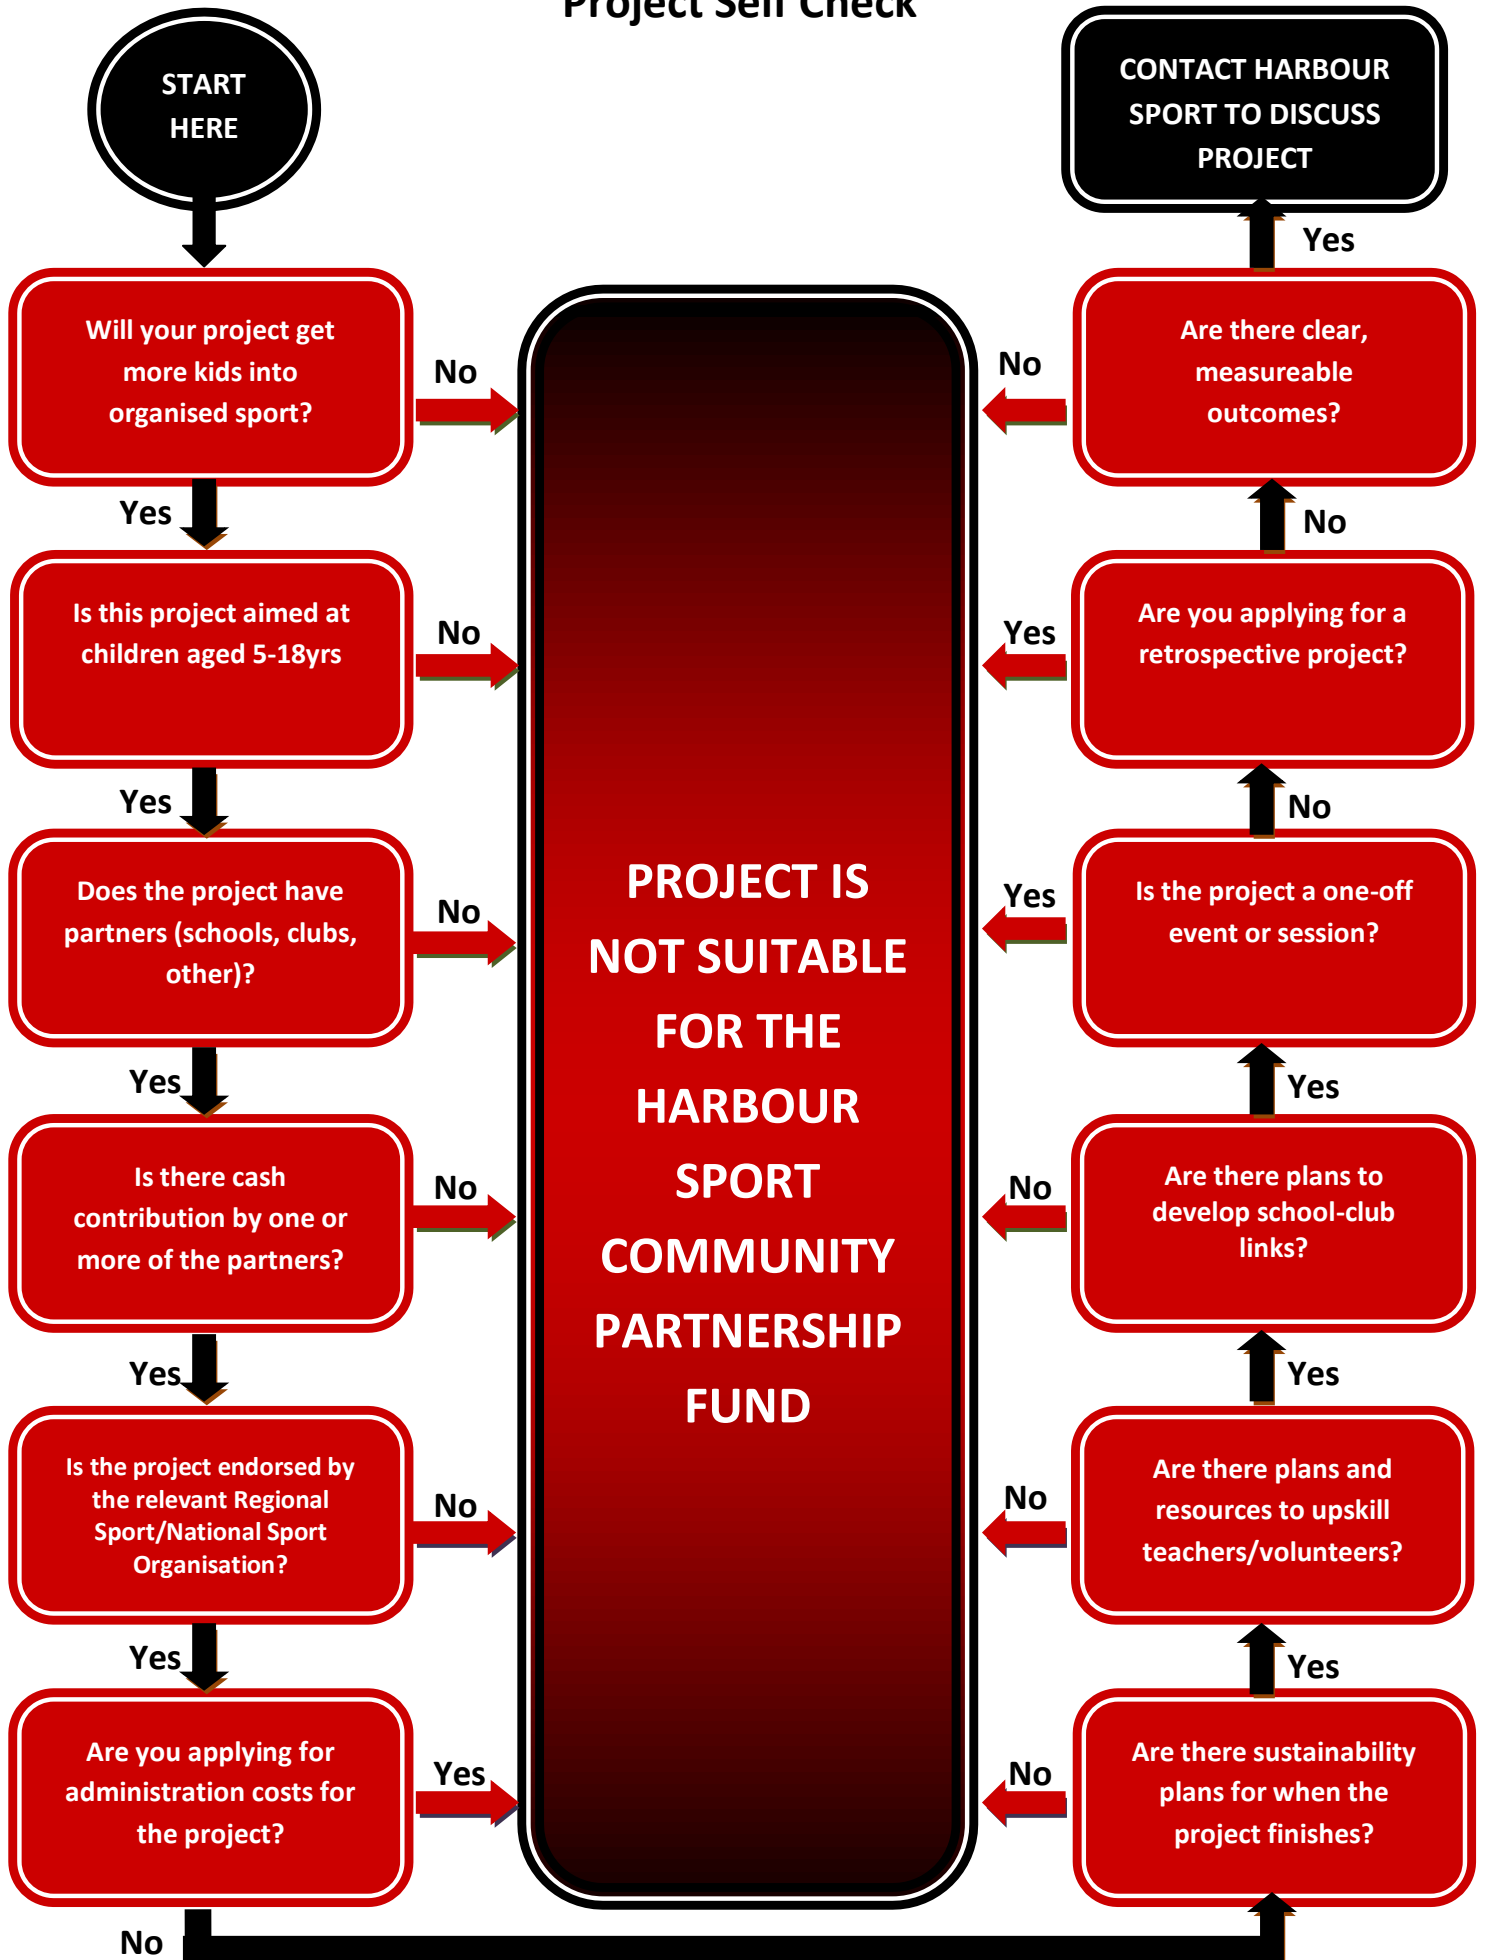 Project Self Check
START
HERE
Will your project get
more kids into
organised sport?
No
Yes
Is this project aimed at
children aged 5-18yrs
No
Yes
Does the project have
partners (schools, clubs,
other)?
No
Yes
Is there cash
contribution by one or
more of the partners?
No
Yes
Is the project endorsed by
the relevant Regional
Sport/National Sport
Organisation?
No
Yes
Are you applying for
administration costs for
the project?
Yes
No
PROJECT IS
NOT SUITABLE
FOR THE
HARBOUR
SPORT
COMMUNITY
PARTNERSHIP
FUND
Are there sustainability
plans for when the
project finishes?
No
Yes
Are there plans and
resources to upskill
teachers/volunteers?
No
Yes
Are there plans to
develop school-club
links?
No
Yes
Is the project a one-off
event or session?
Yes
No
Are you applying for a
retrospective project?
Yes
No
Are there clear,
measureable
outcomes?
No
Yes
CONTACT HARBOUR
SPORT TO DISCUSS
PROJECT